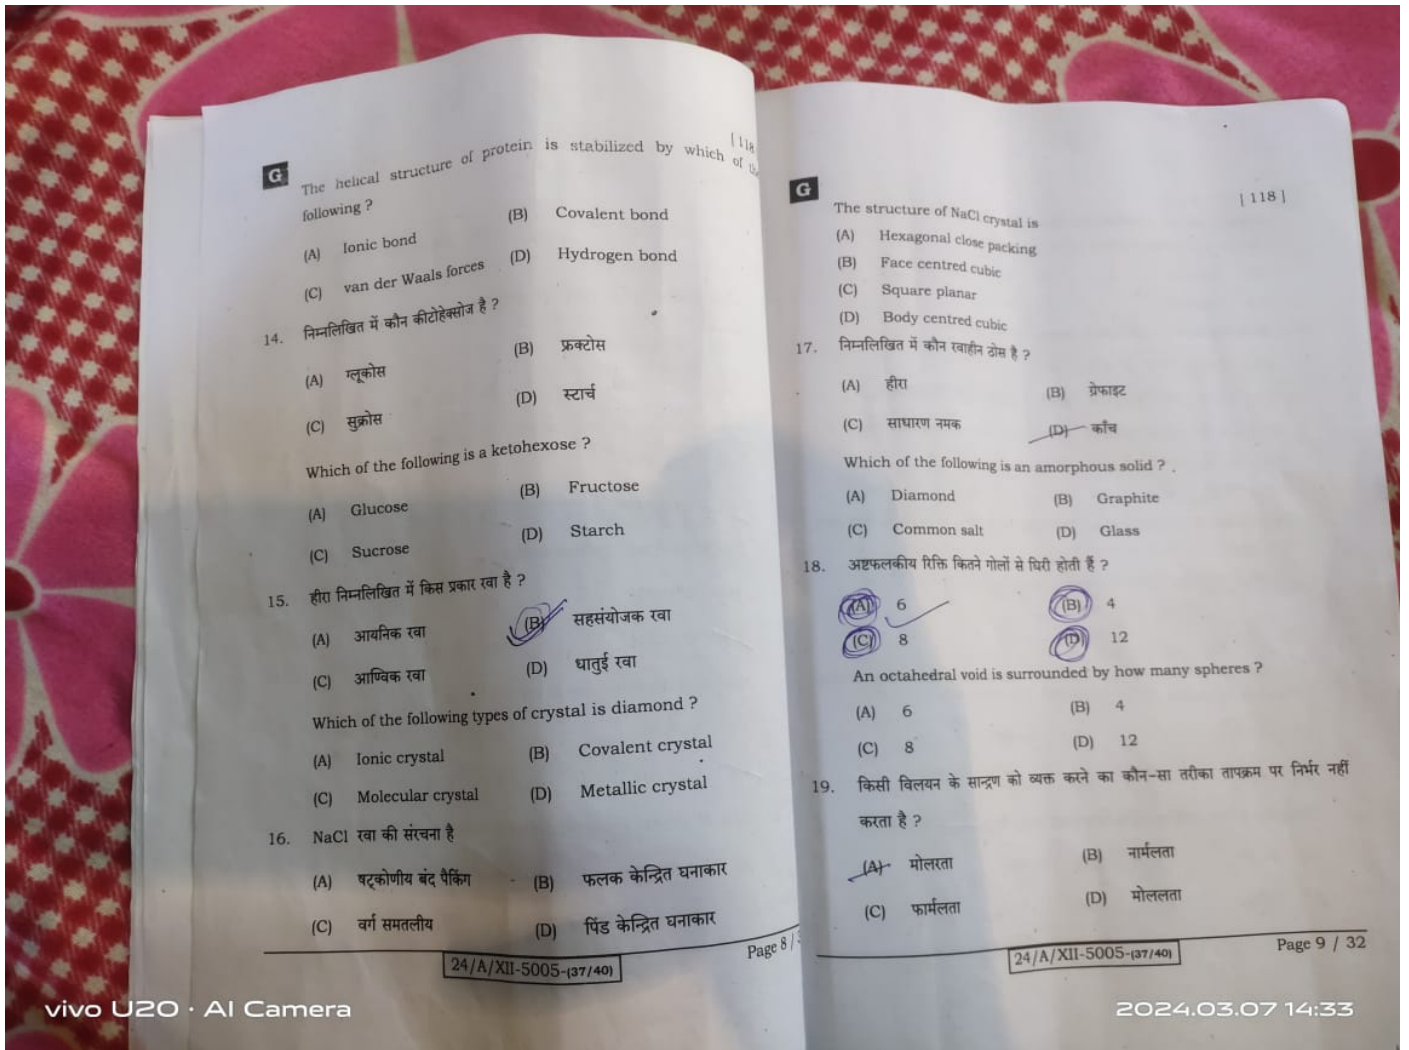 [ 118
G
The helical structure of protein is stabilized by which of the
following ?
(A) Ionic bond (B) Covalent bond
(C) van der Waals forces (D) Hydrogen bond
14. निम्नलिखित में कौन कीटोहेक्सोज है ?
(A) ग्लूकोस (B) फ्रक्टोस
(C) सुक्रोस (D) स्टार्च
Which of the following is a ketohexose ?
(A) Glucose (B) Fructose
(C) Sucrose (D) Starch
15. हीरा निम्नलिखित में किस प्रकार रवा है ?
(A) आयनिक रवा (B) सहसंयोजक रवा
(C) आण्विक रवा (D) धातुई रवा
Which of the following types of crystal is diamond ?
(A) Ionic crystal (B) Covalent crystal
(C) Molecular crystal (D) Metallic crystal
16. NaCl रवा की संरचना है
(A) षट्कोणीय बंद पैकिंग (B) फलक केन्द्रित घनाकार
(C) वर्ग समतलीय (D) पिंड केन्द्रित घनाकार
24/A/XII-5005-(37/40) Page 8 / 3
G [ 118 ]
The structure of NaCl crystal is
(A) Hexagonal close packing
(B) Face centred cubic
(C) Square planar
(D) Body centred cubic
17. निम्नलिखित में कौन रवाहीन ठोस है ?
(A) हीरा (B) ग्रेफाइट
(C) साधारण नमक (D) काँच
Which of the following is an amorphous solid ?
(A) Diamond (B) Graphite
(C) Common salt (D) Glass
18. अष्टफलकीय रिक्ति कितने गोलों से घिरी होती हैं ?
(A) 6 (B) 4
(C) 8 (D) 12
An octahedral void is surrounded by how many spheres ?
(A) 6 (B) 4
(C) 8 (D) 12
19. किसी विलयन के सान्द्रण को व्यक्त करने का कौन-सा तरीका तापक्रम पर निर्भर नहीं
करता है ?
(A) मोलरता (B) नार्मलता
(C) फार्मलता (D) मोललता
24/A/XII-5005-(37/40) Page 9 / 32
vivo U20 · AI Camera
2024.03.07 14:33